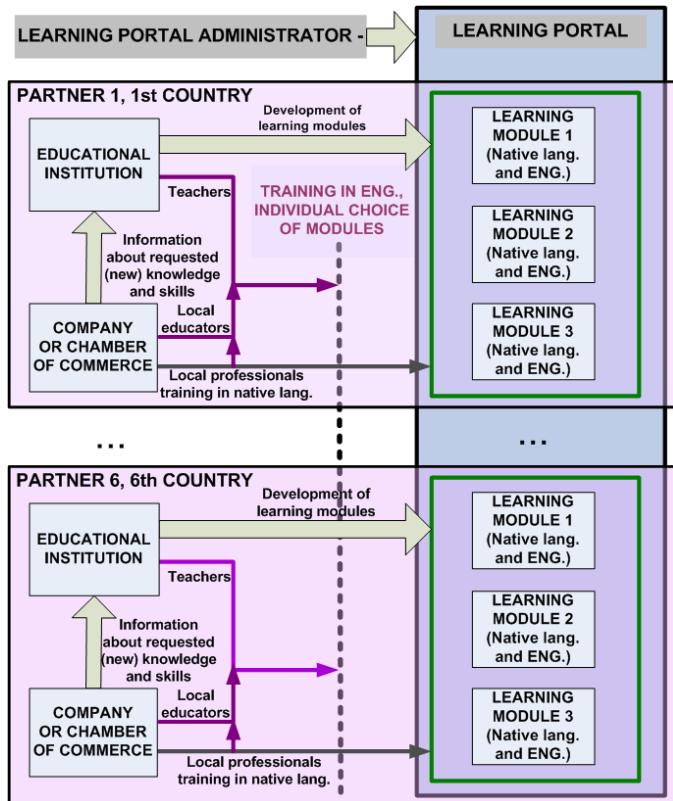 LEARNING PORTAL ADMINISTRATOR -
LEARNING PORTAL
PARTNER 1, 1st COUNTRY
Development of
learning modules
EDUCATIONAL
INSTITUTION
Teachers
TRAINING IN ENG.,
INDIVIDUAL CHOICE
OF MODULES
Information
about requested
(new) knowledge
and skills
Local
educators
COMPANY
OR CHAMBER
OF COMMERCE
Local professionals
training in native lang.
LEARNING
MODULE 1
(Native lang.
and ENG.)
LEARNING
MODULE 2
(Native lang.
and ENG.)
LEARNING
MODULE 3
(Native lang.
and ENG.)
...
...
PARTNER 6, 6th COUNTRY
Development of
learning modules
EDUCATIONAL
INSTITUTION
Teachers
Information
about requested
(new) knowledge
and skills
Local
educators
COMPANY
OR CHAMBER
OF COMMERCE
Local professionals
training in native lang.
LEARNING
MODULE 1
(Native lang.
and ENG.)
LEARNING
MODULE 2
(Native lang.
and ENG.)
LEARNING
MODULE 3
(Native lang.
and ENG.)